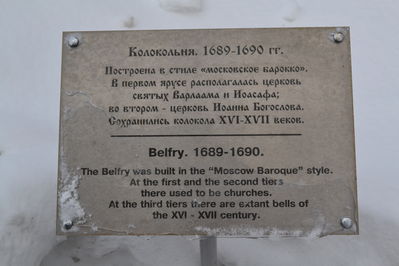 Колокольня. 1689-1690 гг.
Построена в стиле «московское барокко».
В первом ярусе располагалась церковь
святых Варлаама и Иоасафа;
во втором - церковь Иоанна Богослова.
Сохранились колокола XVI-XVII веков.
Belfry. 1689-1690.
The Belfry was built in the “Moscow Baroque” style.
At the first and the second tiers
there used to be churches.
At the third tiers there are extant bells of
the XVI - XVII century.